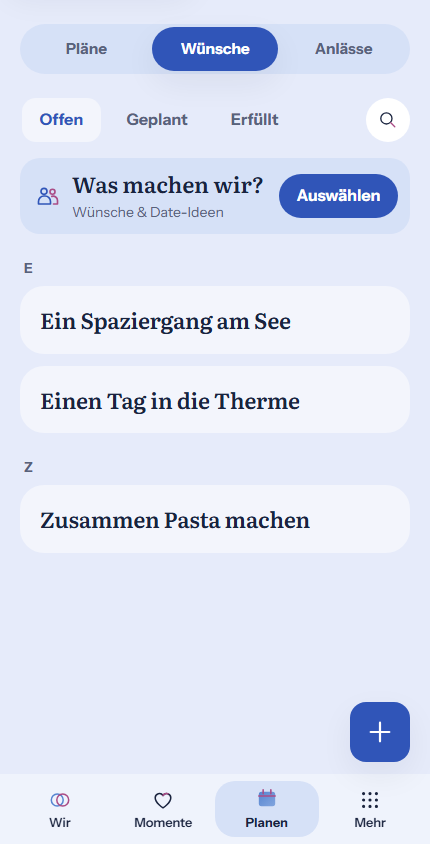 Pläne
Wünsche
Anlässe
Offen
Geplant
Erfüllt
Was machen wir?
Wünsche & Date-Ideen
Auswählen
E
Ein Spaziergang am See
Einen Tag in die Therme
Z
Zusammen Pasta machen
Wir
Momente
Planen
Mehr